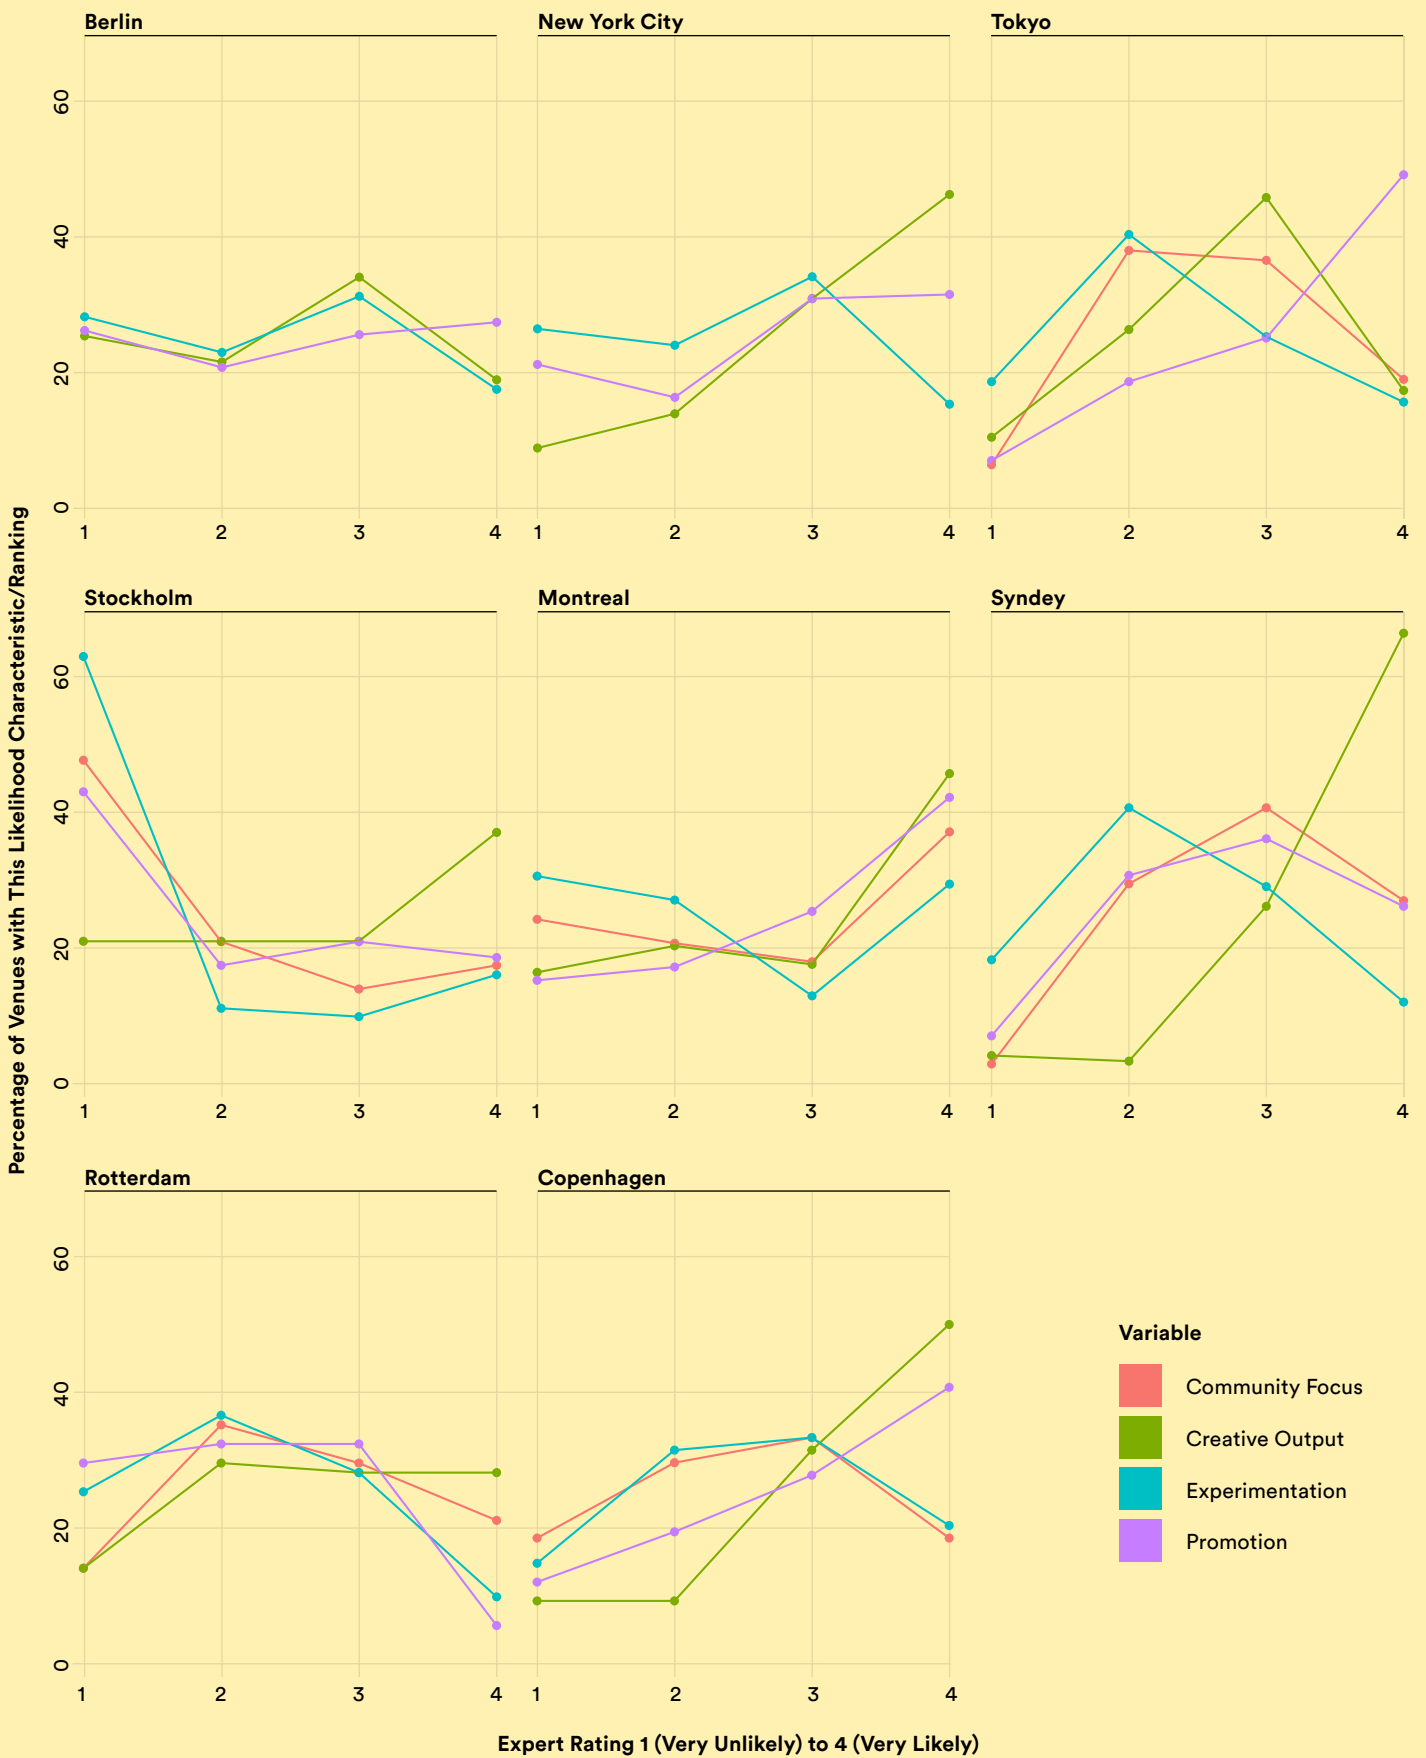 Berlin
New York City
Tokyo
60
40
20
0
1 2 3 4
1 2 3 4
1 2 3 4
Percentage of Venues with This Likelihood Characteristic/Ranking
Stockholm
Montreal
Syndey
60
40
20
0
1 2 3 4
1 2 3 4
1 2 3 4
Rotterdam
Copenhagen
60
40
20
0
1 2 3 4
1 2 3 4
Variable
Community Focus
Creative Output
Experimentation
Promotion
Expert Rating 1 (Very Unlikely) to 4 (Very Likely)